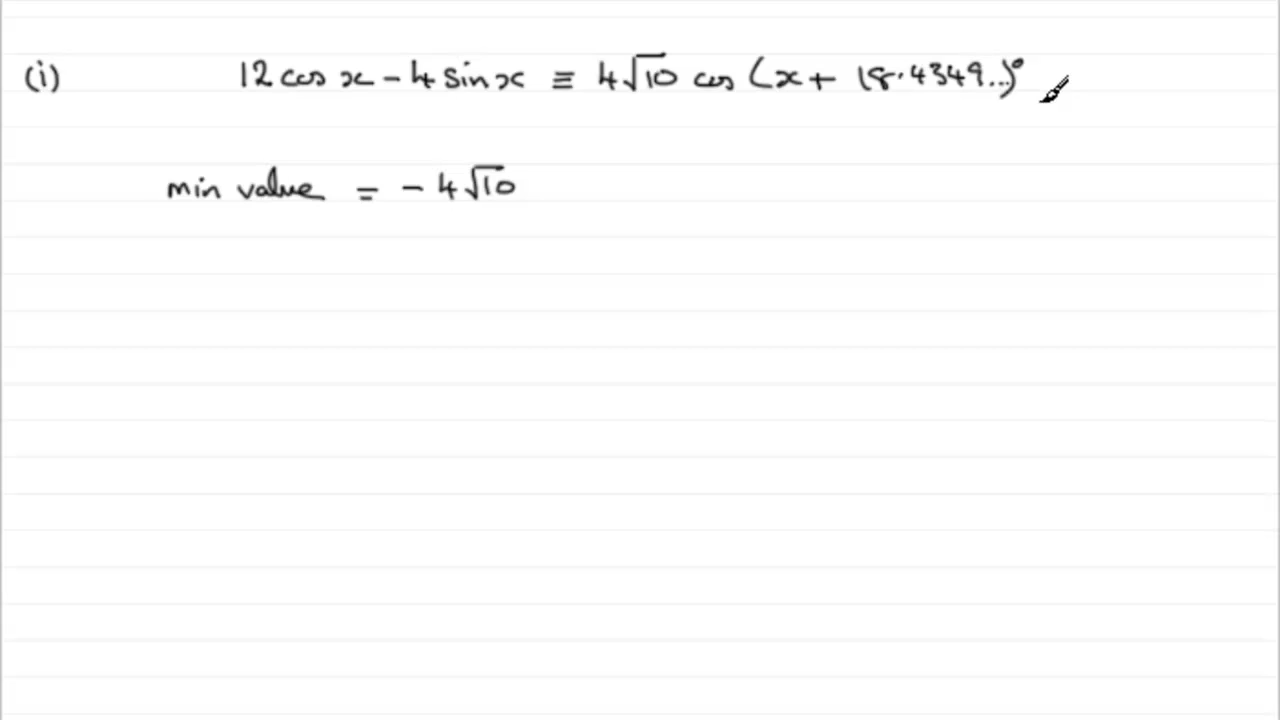 (i) 12 cos x - 4 sin x ≡ 4√10 cos (x + 18.4349..)°
min value = - 4√10